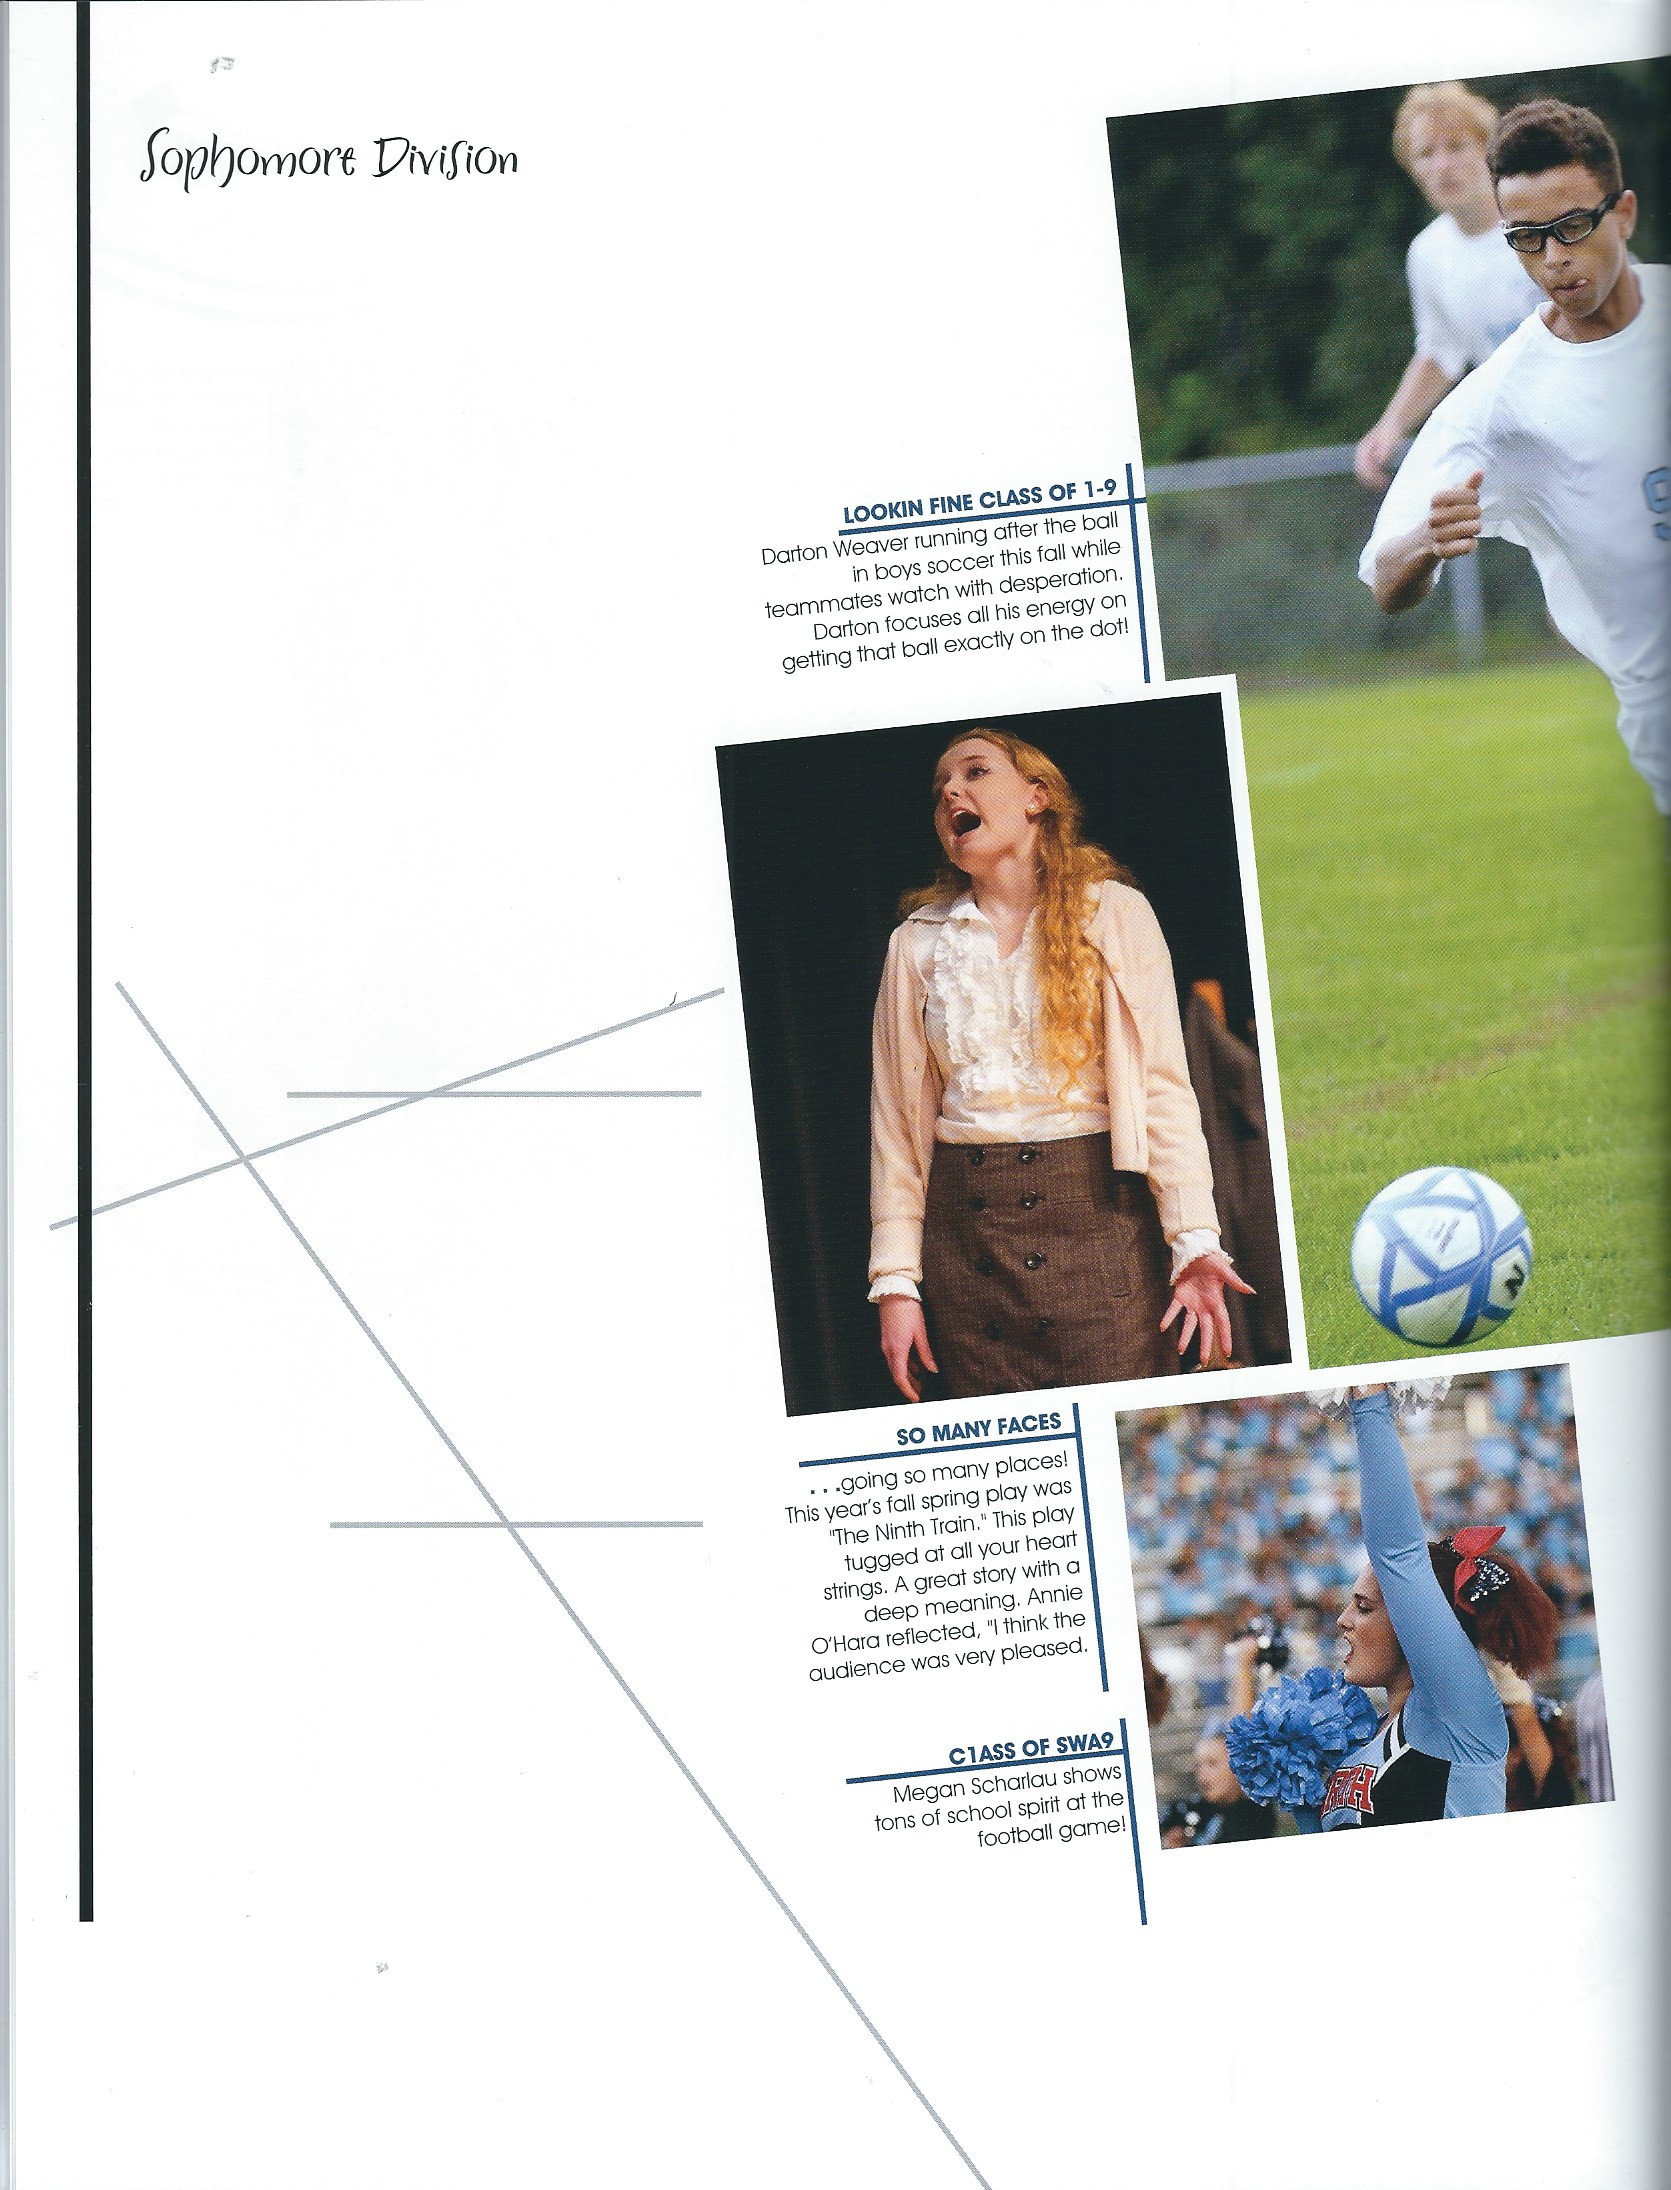 Sophomore Division
LOOKIN FINE CLASS OF 1-9
Darton Weaver running after the ball
in boys soccer this fall while
teammates watch with desperation.
Darton focuses all his energy on
getting that ball exactly on the dot!
9
N
SO MANY FACES
...going so many places!
This year's fall spring play was
"The Ninth Train." This play
tugged at all your heart
strings. A great story with a
deep meaning. Annie
O'Hara reflected, "I think the
audience was very pleased.
C1ASS OF SWA9
Megan Scharlau shows
tons of school spirit at the
football game!
RTH